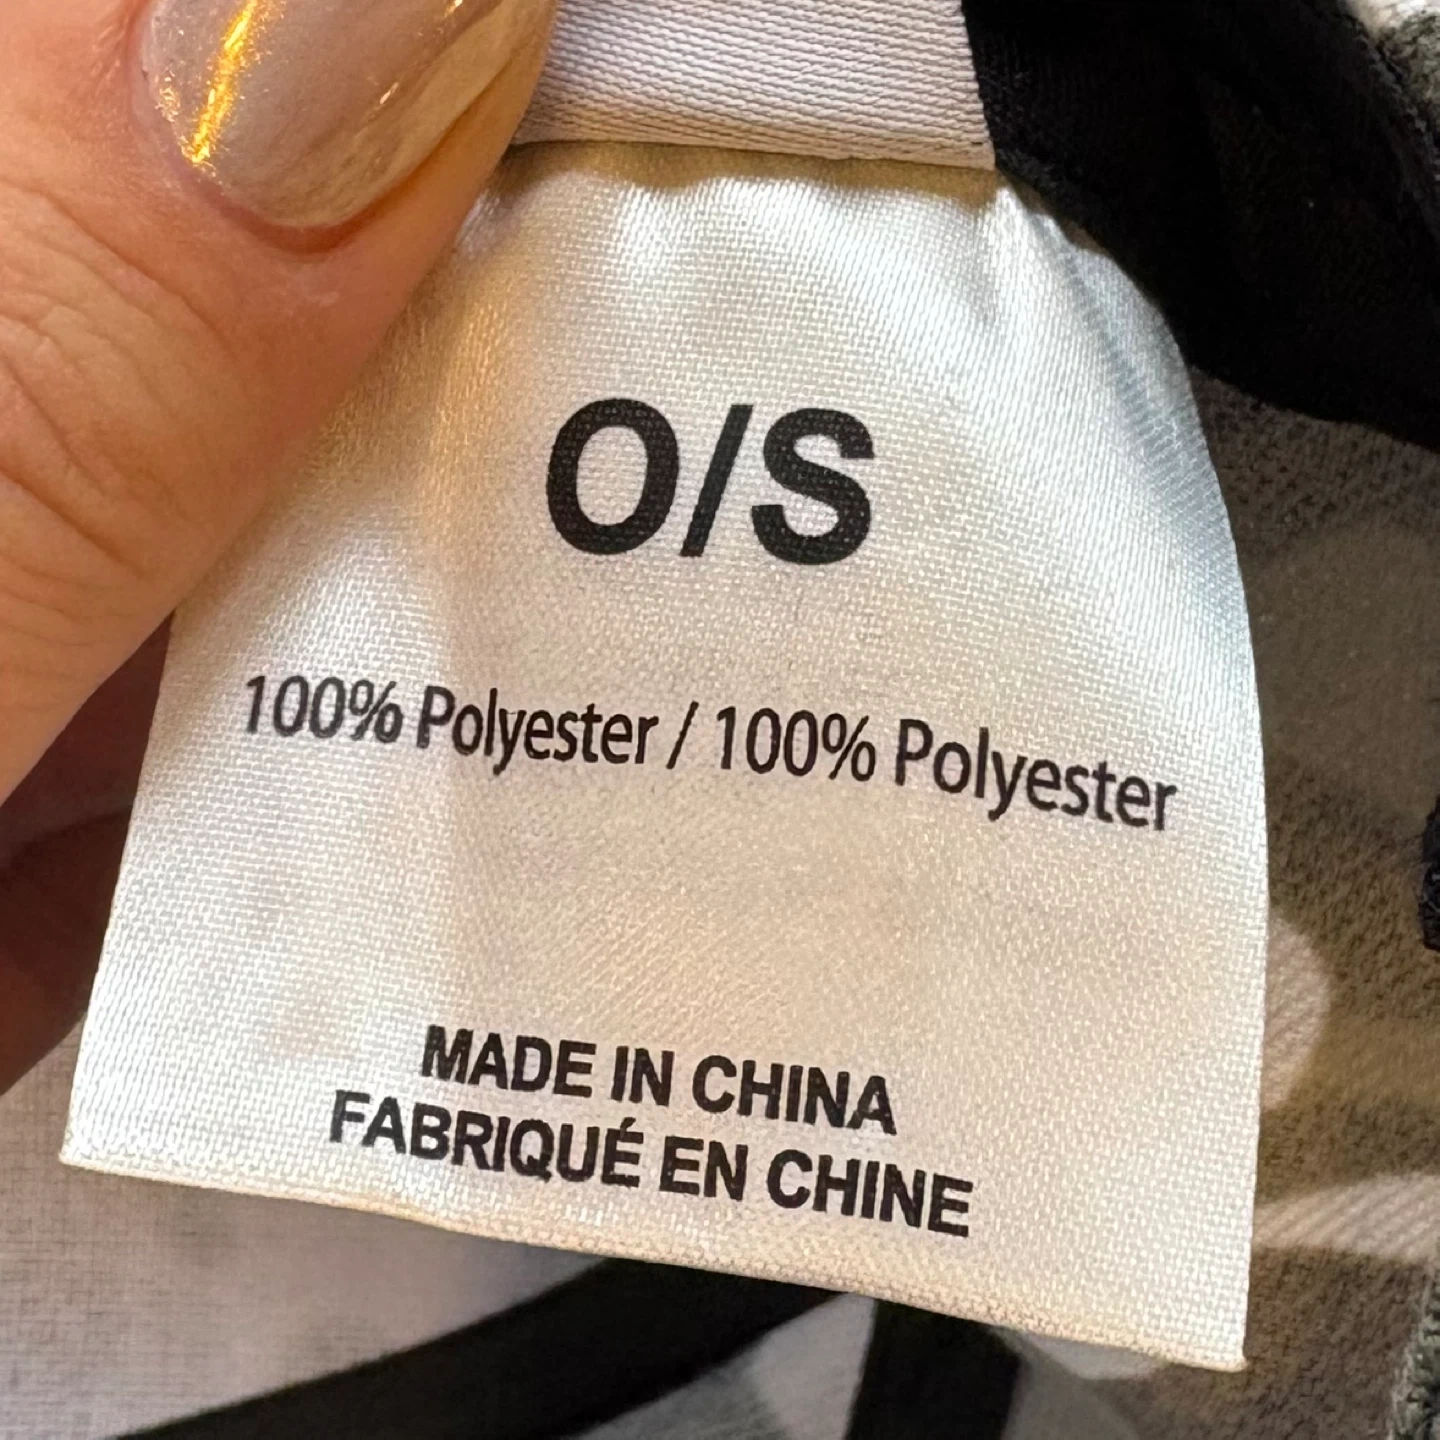 O/S
100% Polyester / 100% Polyester
MADE IN CHINA
FABRIQUÉ EN CHINE